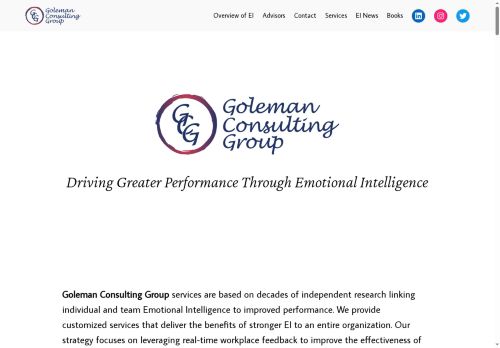 Goleman
Consulting
Group
Overview of EI Advisors Contact Services EI News Books
GCG
Goleman
Consulting
Group
Driving Greater Performance Through Emotional Intelligence
Goleman Consulting Group services are based on decades of independent research linking
individual and team Emotional Intelligence to improved performance. We provide
customized services that deliver the benefits of stronger EI to an entire organization. Our
strategy focuses on leveraging real-time workplace feedback to improve the effectiveness of